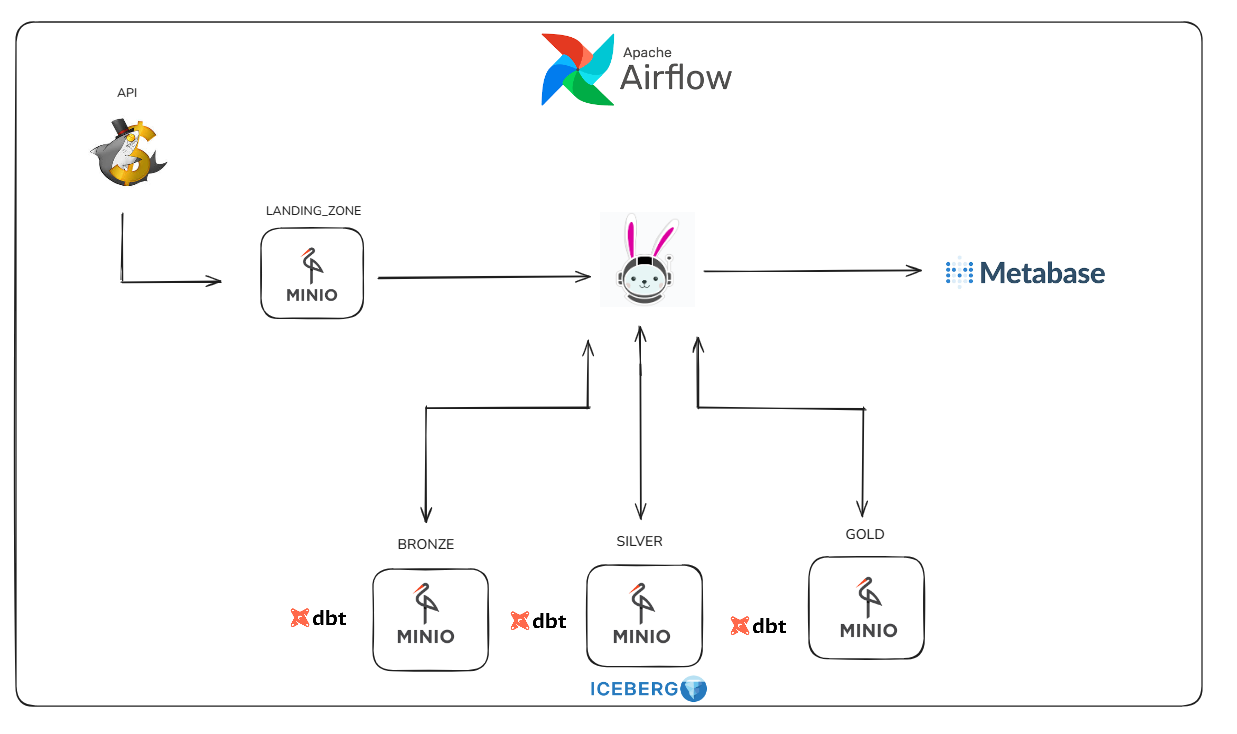 Apache
Airflow
API
LANDING_ZONE
MINIO
Metabase
BRONZE
SILVER
GOLD
dbt
MINIO
dbt
MINIO
dbt
MINIO
ICEBERG